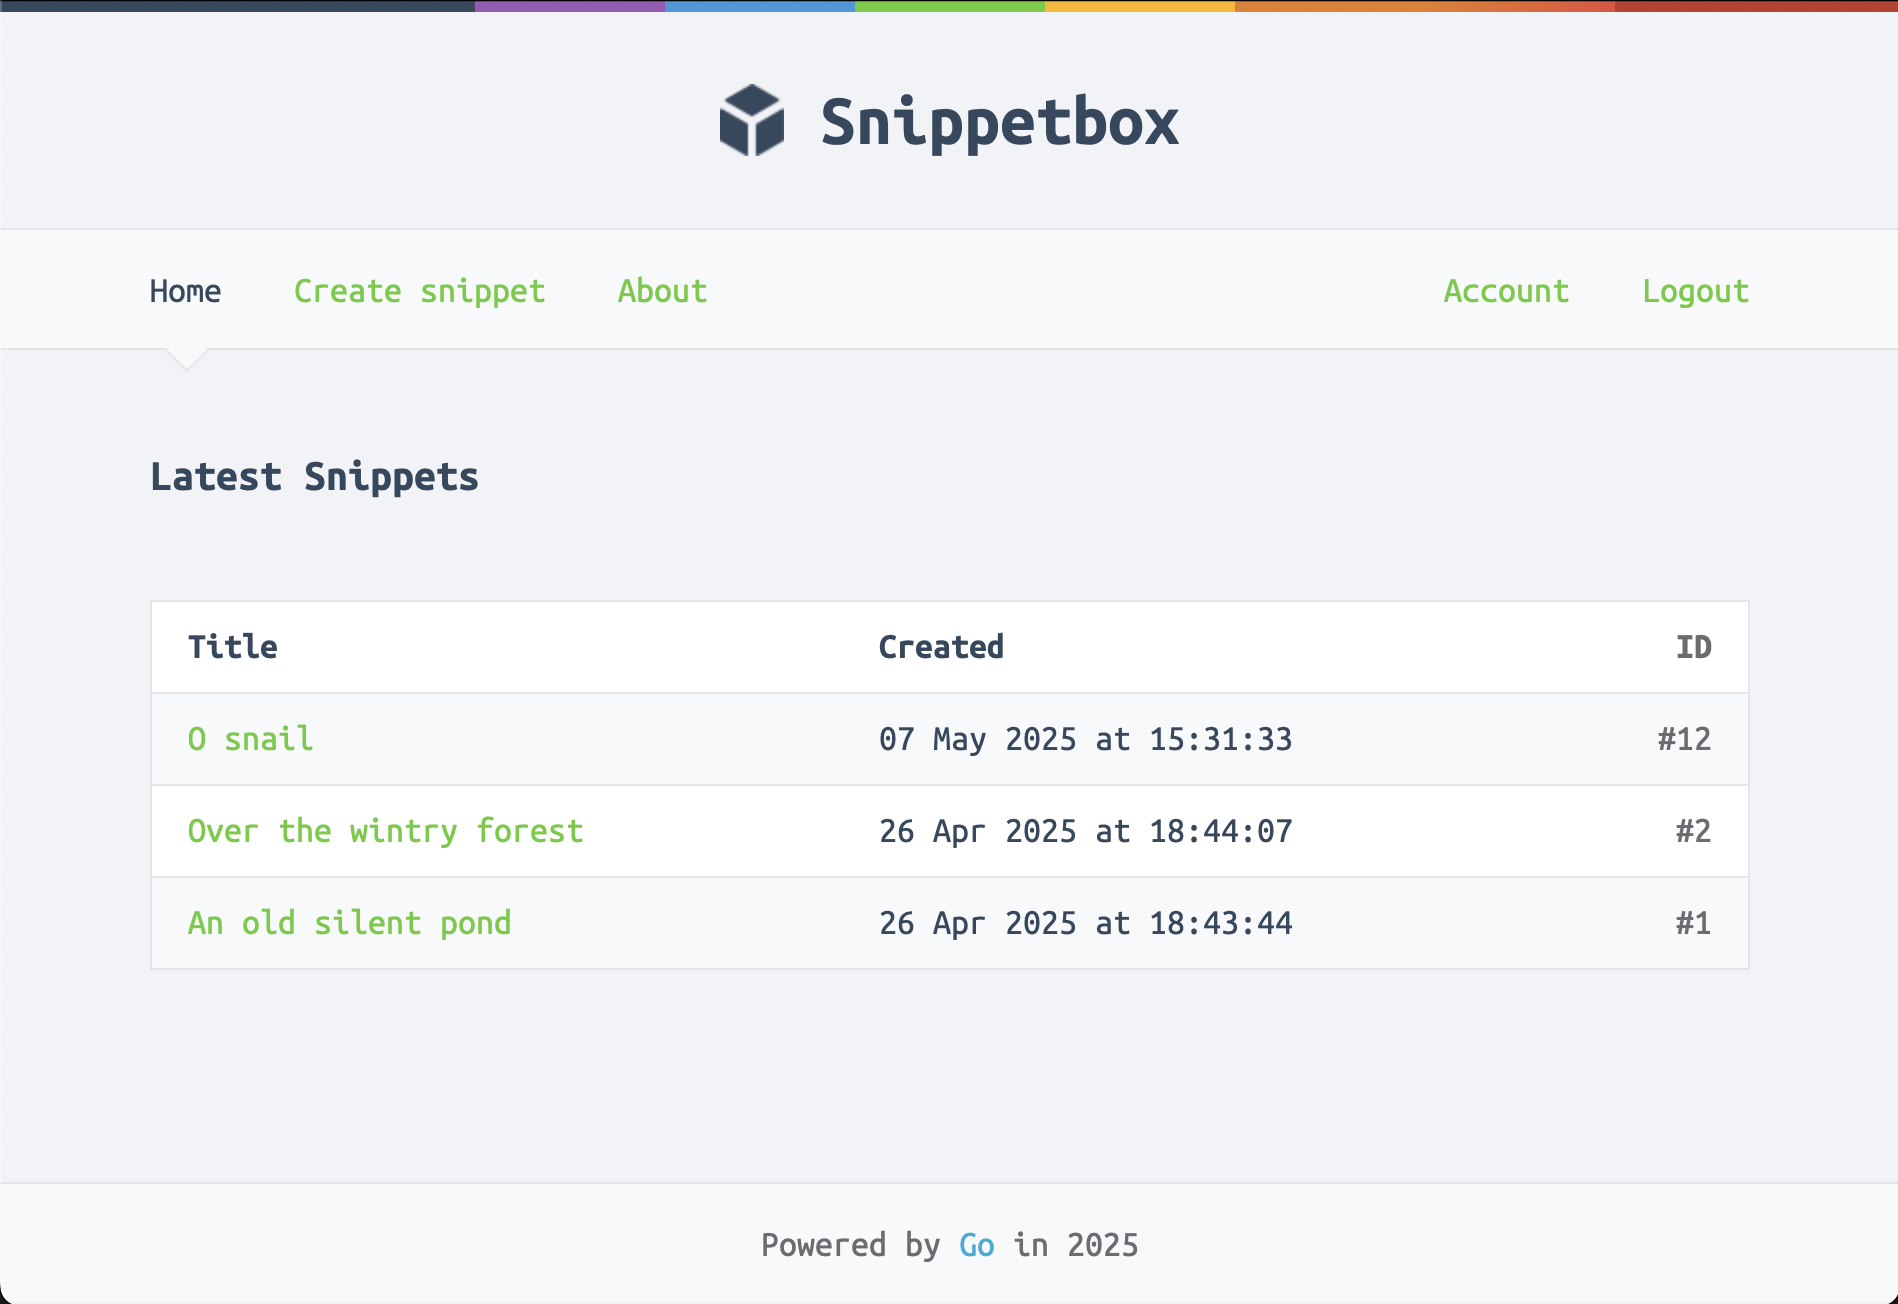 Snippetbox
Home Create snippet About Account Logout
Latest Snippets
Title Created ID
O snail 07 May 2025 at 15:31:33 #12
Over the wintry forest 26 Apr 2025 at 18:44:07 #2
An old silent pond 26 Apr 2025 at 18:43:44 #1
Powered by Go in 2025